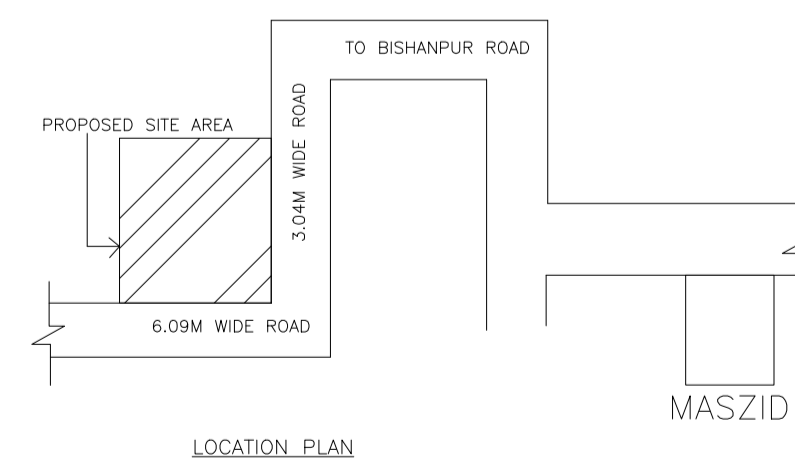 TO BISHANPUR ROAD
PROPOSED SITE AREA
3.04M WIDE ROAD
6.09M WIDE ROAD
MASZID
LOCATION PLAN